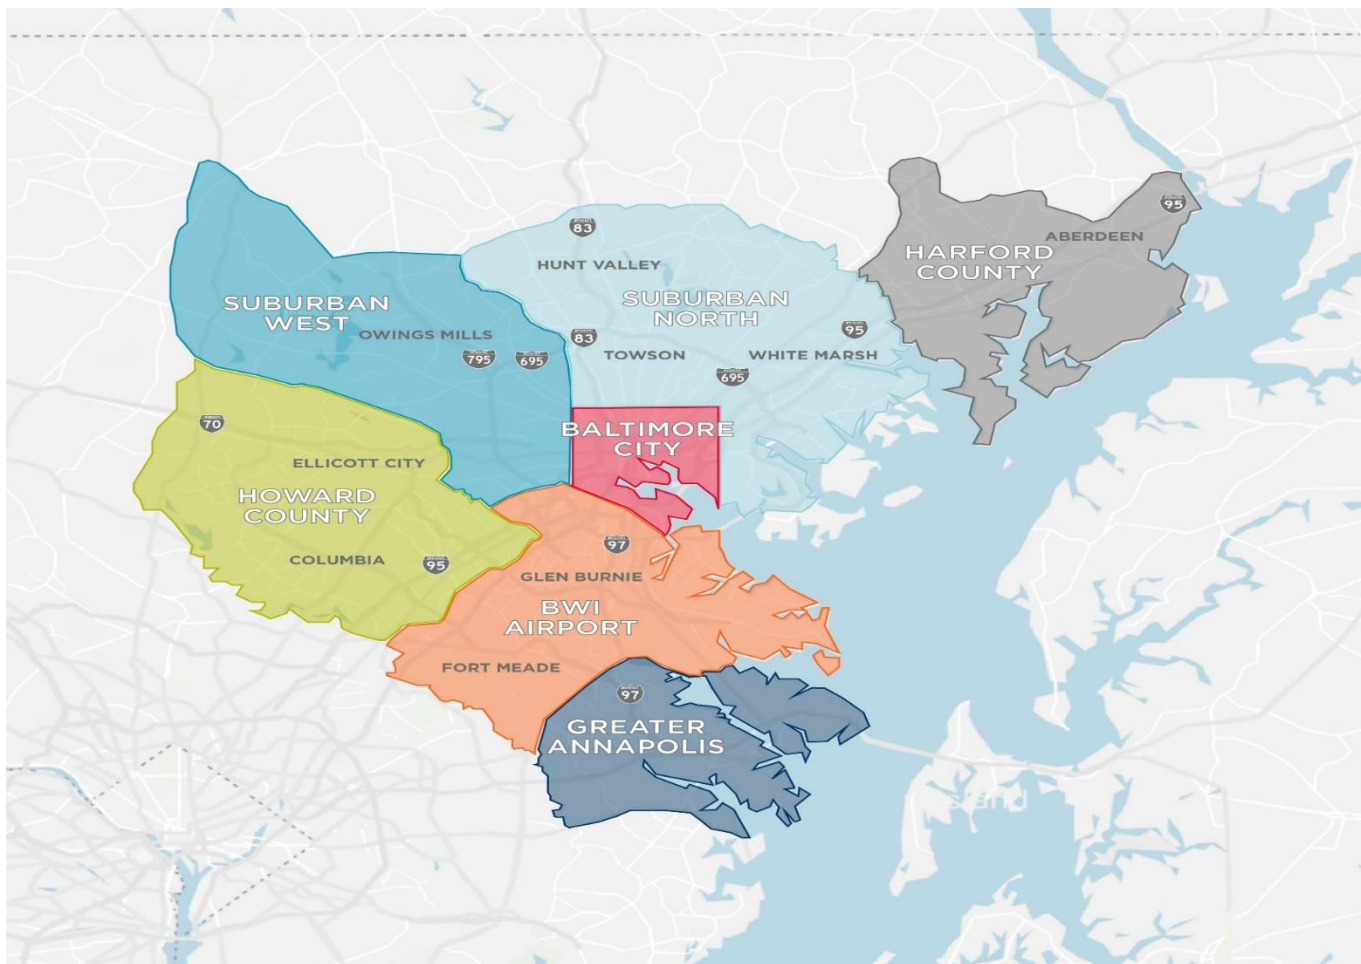 95
ABERDEEN
HARFORD
COUNTY
83
HUNT VALLEY
SUBURBAN
NORTH
95
83
TOWSON
WHITE MARSH
695
SUBURBAN
WEST
OWINGS MILLS
795
695
BALTIMORE
CITY
70
ELLICOTT CITY
HOWARD
COUNTY
COLUMBIA
95
97
GLEN BURNIE
BWI
AIRPORT
FORT MEADE
97
GREATER
ANNAPOLIS